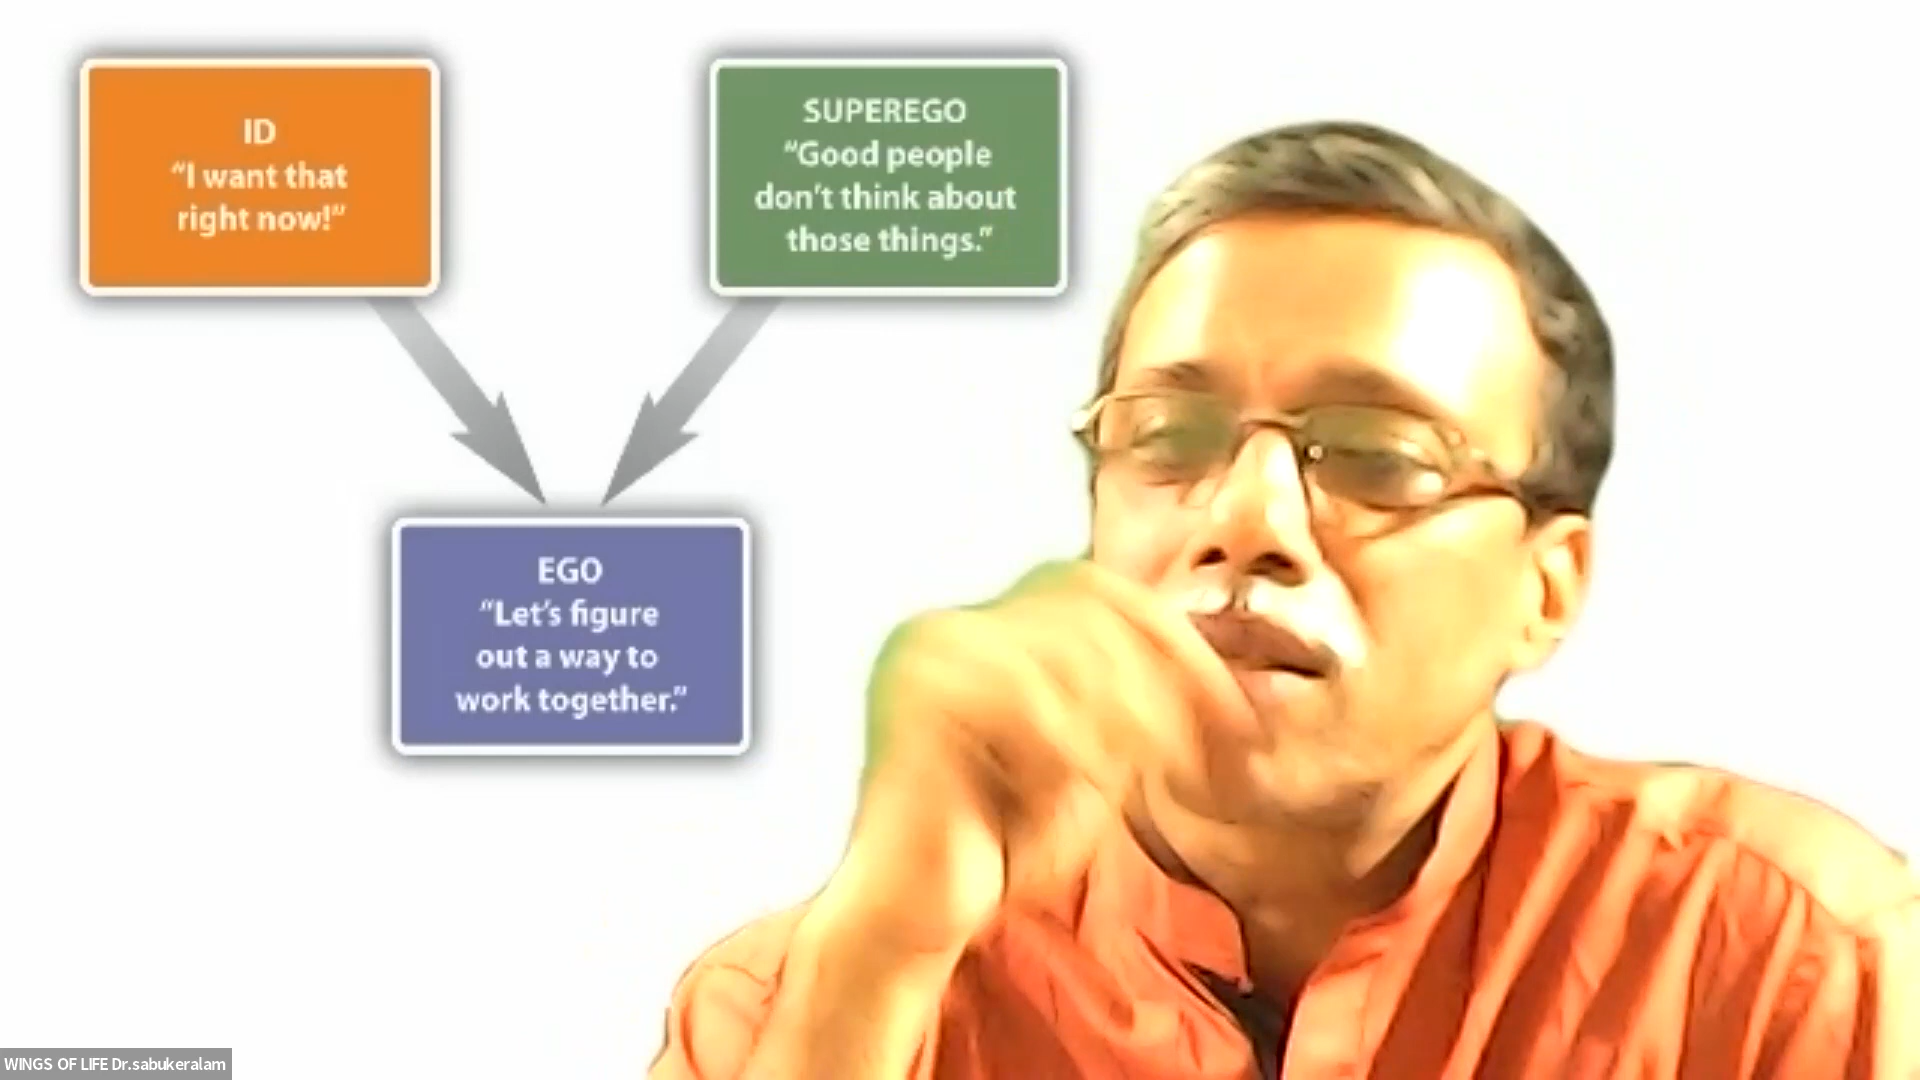 ID
“I want that
right now!”
SUPEREGO
“Good people
don’t think about
those things.”
EGO
“Let’s figure
out a way to
work together.”
WINGS OF LIFE Dr.sabukeralam